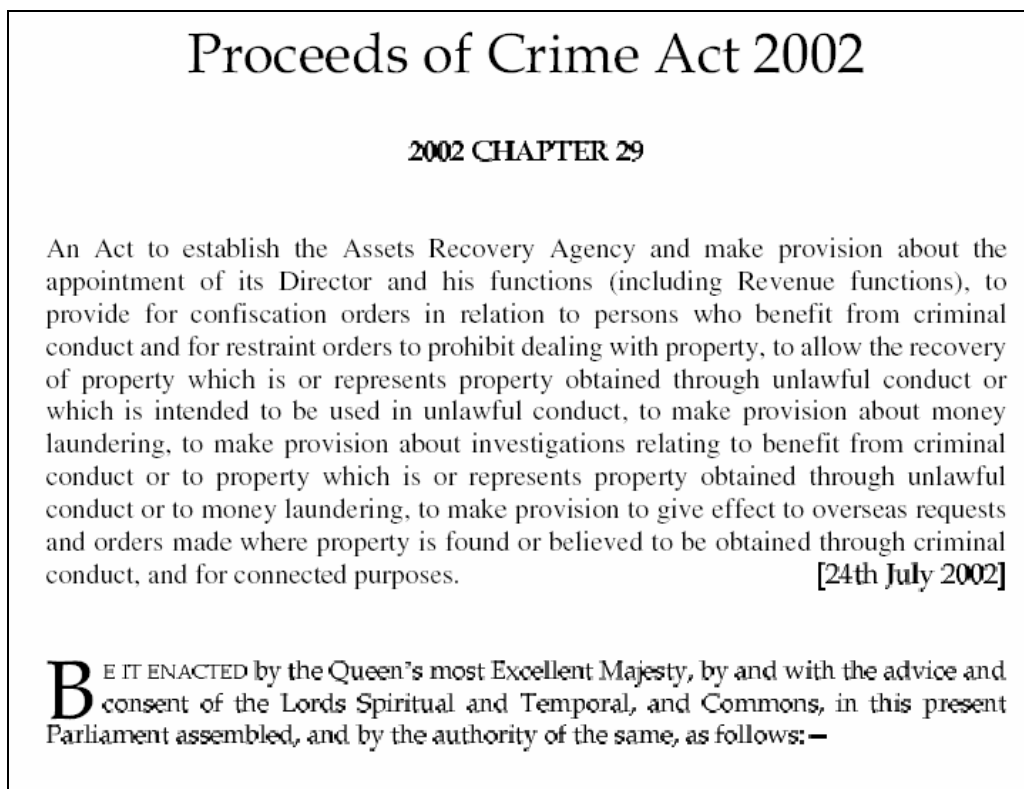 Proceeds of Crime Act 2002
2002 CHAPTER 29
An Act to establish the Assets Recovery Agency and make provision about the
appointment of its Director and his functions (including Revenue functions), to
provide for confiscation orders in relation to persons who benefit from criminal
conduct and for restraint orders to prohibit dealing with property, to allow the recovery
of property which is or represents property obtained through unlawful conduct or
which is intended to be used in unlawful conduct, to make provision about money
laundering, to make provision about investigations relating to benefit from criminal
conduct or to property which is or represents property obtained through unlawful
conduct or to money laundering, to make provision to give effect to overseas requests
and orders made where property is found or believed to be obtained through criminal
conduct, and for connected purposes. [24th July 2002]
BE IT ENACTED by the Queen's most Excellent Majesty, by and with the advice and
consent of the Lords Spiritual and Temporal, and Commons, in this present
Parliament assembled, and by the authority of the same, as follows:—